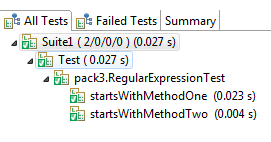 All Tests Failed Tests Summary
Suite1 ( 2/0/0/0 ) (0.027 s)
Test ( 0.027 s)
pack3.RegularExpressionTest
startsWithMethodOne (0.023 s)
startsWithMethodTwo (0.004 s)